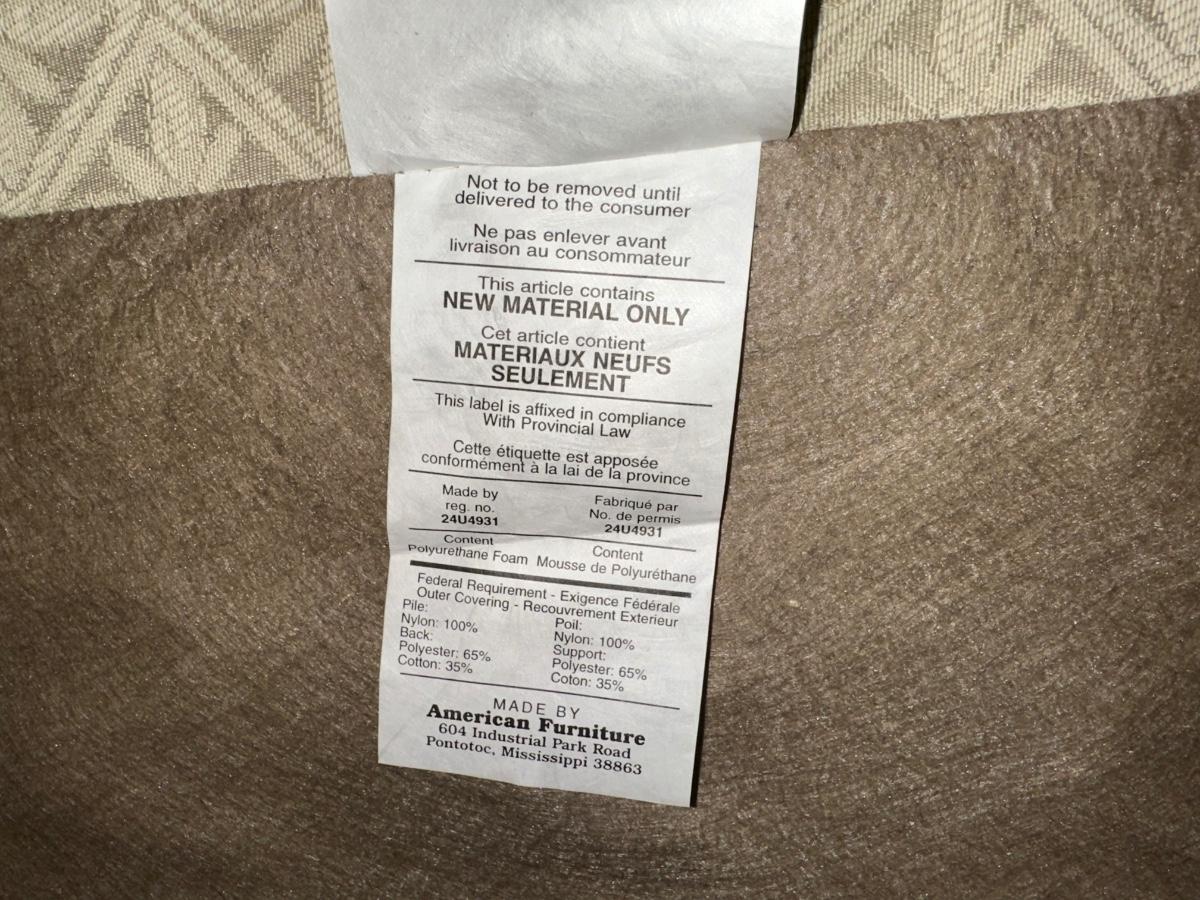 Not to be removed until
delivered to the consumer
Ne pas enlever avant
livraison au consommateur
This article contains
NEW MATERIAL ONLY
Cet article contient
MATERIAUX NEUFS
SEULEMENT
This label is affixed in compliance
With Provincial Law
Cette étiquette est apposée
conformément à la lai de la province
Made by
reg. no.
24U4931
Fabriqué par
No. de permis
24U4931
Content
Polyurethane Foam
Content
Mousse de Polyuréthane
Federal Requirement - Exigence Fédérale
Outer Covering - Recouvrement Exterieur
Pile:
Nylon: 100%
Back:
Polyester: 65%
Cotton: 35%
Poil:
Nylon: 100%
Support:
Polyester: 65%
Coton: 35%
MADE BY
American Furniture
604 Industrial Park Road
Pontotoc, Mississippi 38863